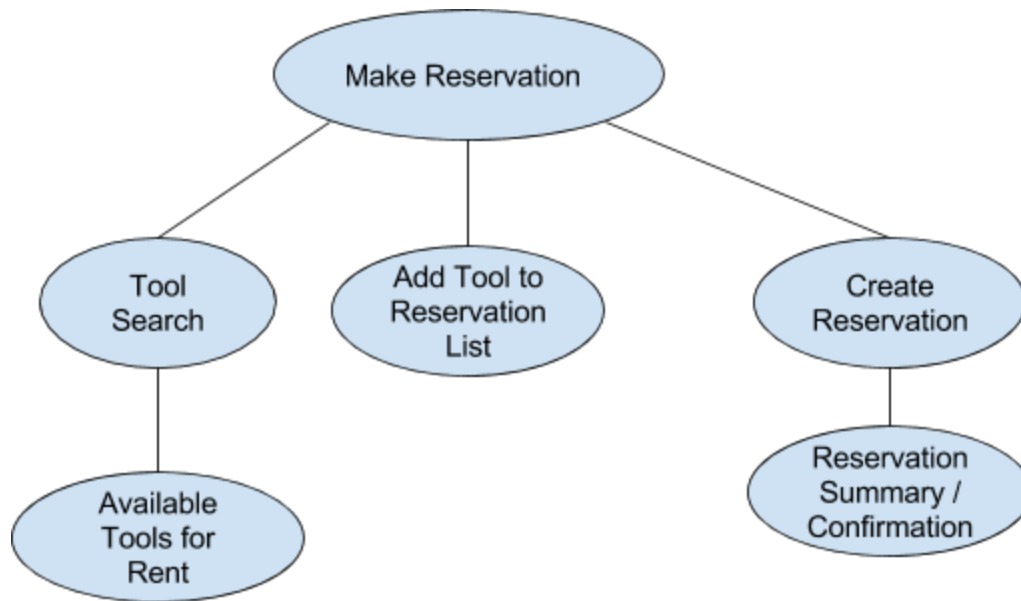 Make Reservation
Tool
Search
Add Tool to
Reservation
List
Create
Reservation
Available
Tools for
Rent
Reservation
Summary /
Confirmation